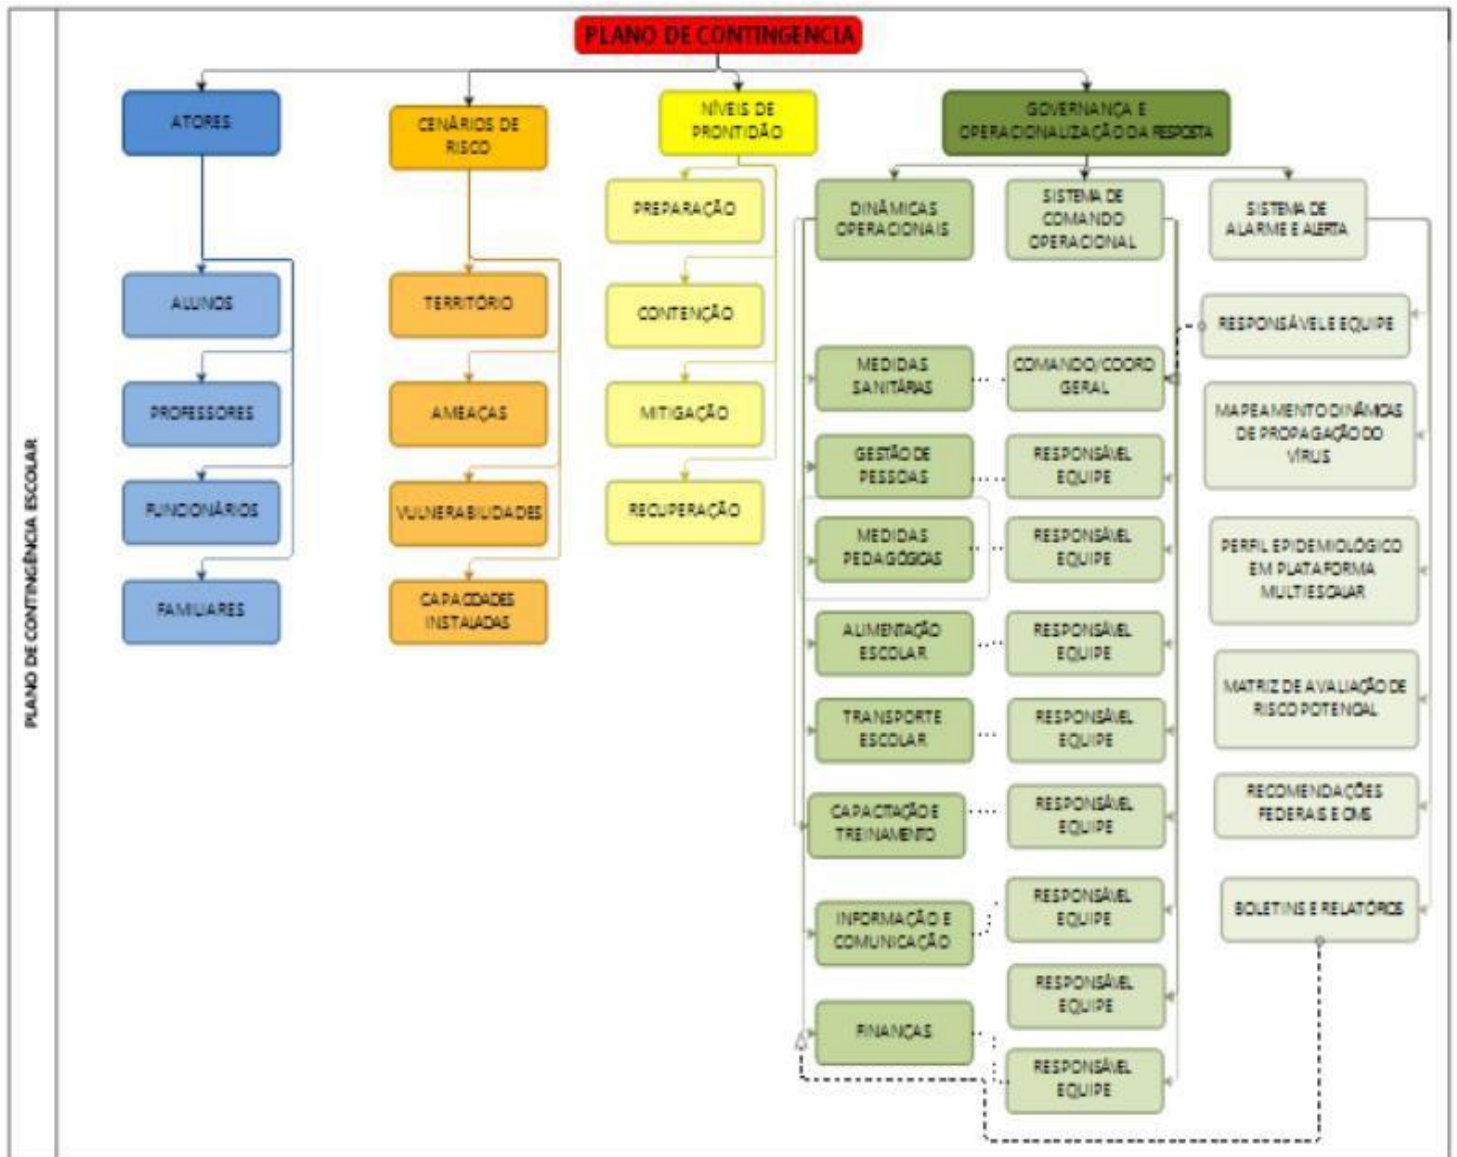 PLANO DE CONTINGENCIA
PLANO DE CONTINGÊNCIA ESCOLAR
ATORES
ALUNOS
PROFESSORES
FUNCIONÁRIOS
FAMILIARES
CENÁRIOS DE
RISCO
TERRITÓRIO
AMEAÇAS
VULNERABILIDADES
CAPACIDADES
INSTALADAS
NÍVEIS DE
PRONTIDÃO
PREPARAÇÃO
CONTENÇÃO
MITIGAÇÃO
RECUPERAÇÃO
GOVERNANÇA E
OPERACIONALIZAÇÃO DA RESPOSTA
DINÂMICAS
OPERACIONAIS
MEDIDAS
SANITÁRIAS
GESTÃO DE
PESSOAS
MEDIDAS
PEDAGÓGICAS
ALIMENTAÇÃO
ESCOLAR
TRANSPORTE
ESCOLAR
CAPACITAÇÃO E
TREINAMENTO
INFORMAÇÃO E
COMUNICAÇÃO
FINANÇAS
SISTEMA DE
COMANDO
OPERACIONAL
COMANDO/COORD
GERAL
RESPONSÁVEL
EQUIPE
RESPONSÁVEL
EQUIPE
RESPONSÁVEL
EQUIPE
RESPONSÁVEL
EQUIPE
RESPONSÁVEL
EQUIPE
RESPONSÁVEL
EQUIPE
RESPONSÁVEL
EQUIPE
RESPONSÁVEL
EQUIPE
SISTEMA DE
ALARME E ALERTA
RESPONSÁVEL E EQUIPE
MAPEAMENTO DINÂMICAS
DE PROPAGAÇÃO DO
VÍRUS
PERFIL EPIDEMIOLÓGICO
EM PLATAFORMA
MULTIESCALAR
MATRIZ DE AVALIAÇÃO DE
RISCO POTENCIAL
RECOMENDAÇÕES
FEDERAIS E OMS
BOLETINS E RELATÓRIOS